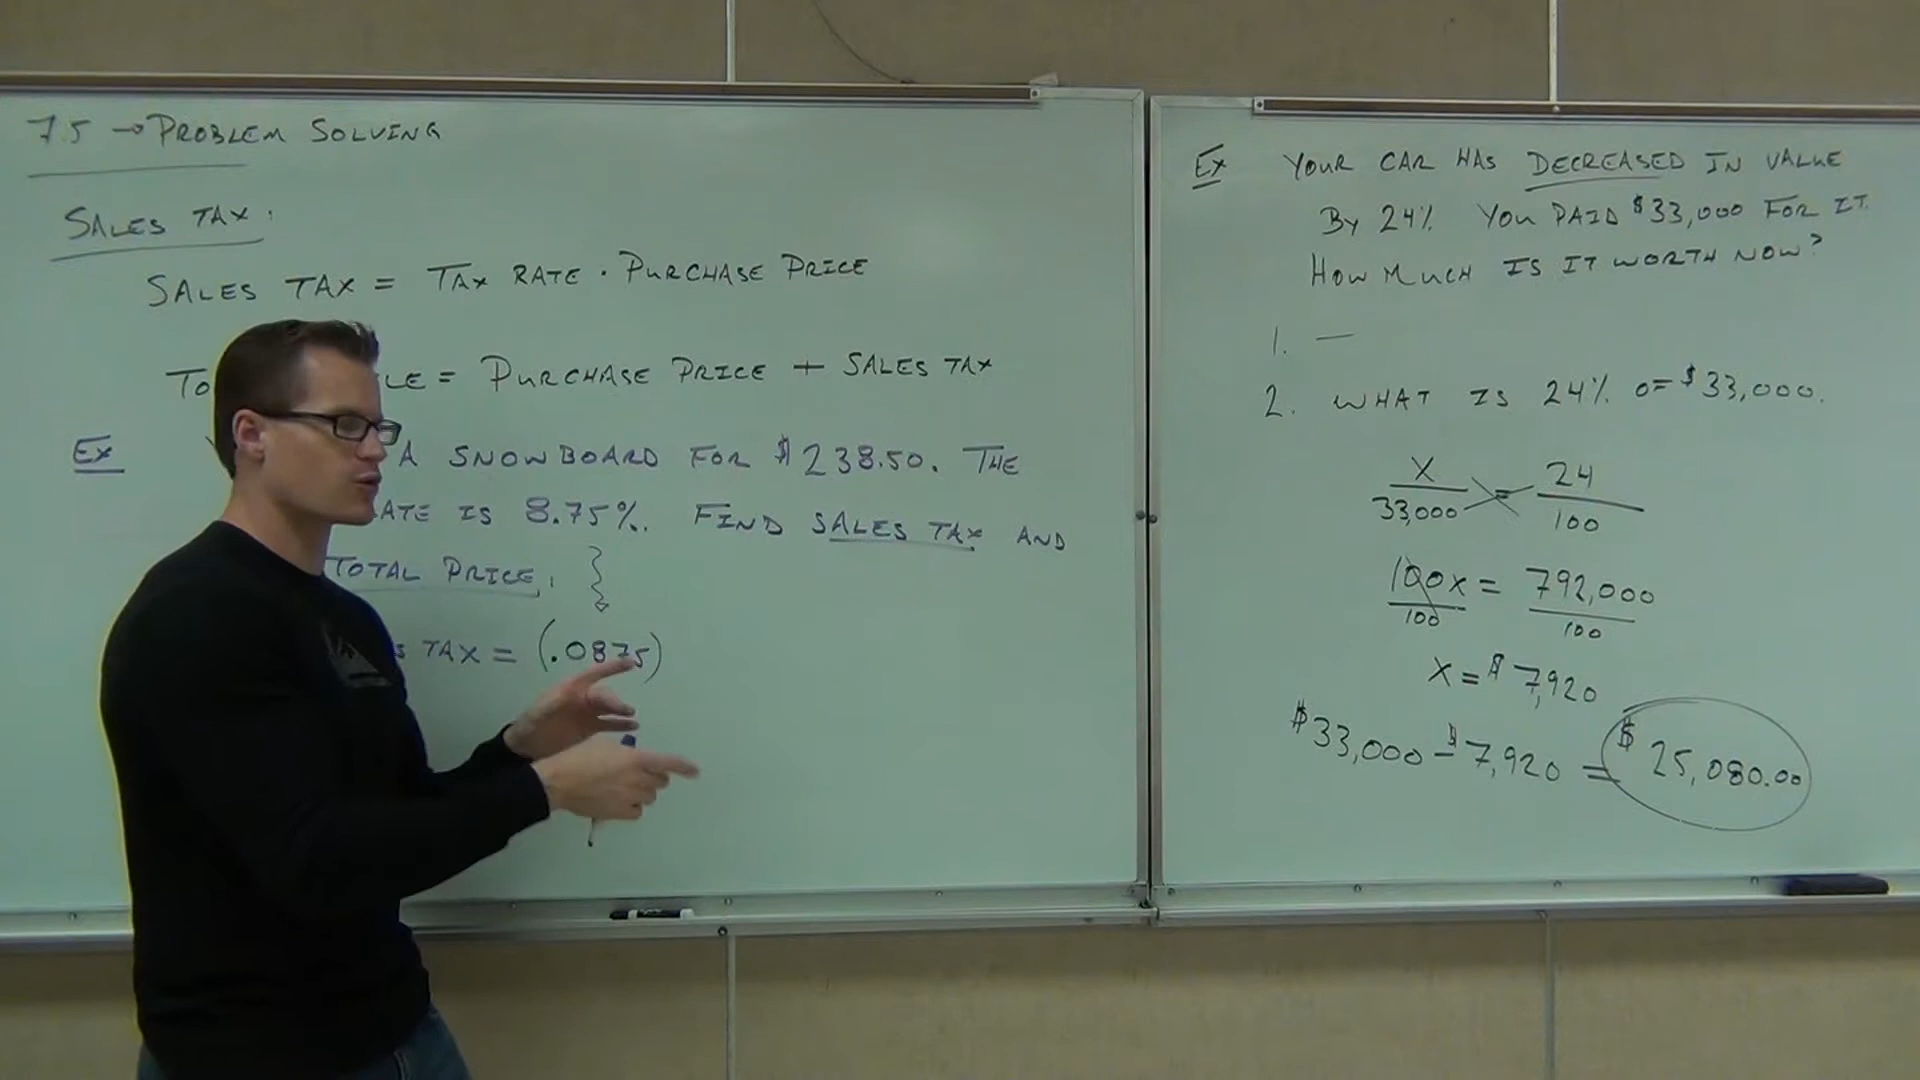 7.5 → PROBLEM SOLVING
SALES TAX:
SALES TAX = TAX RATE · PURCHASE PRICE
TO LE = PURCHASE PRICE + SALES TAX
EX A SNOWBOARD FOR $238.50. THE
ATE IS 8.75%. FIND SALES TAX AND
TOTAL PRICE.
S TAX = (.0875)
EX YOUR CAR HAS DECREASED IN VALUE
BY 24% YOU PAID $33,000 FOR IT.
HOW MUCH IS IT WORTH NOW?
1. —
2. WHAT IS 24% OF $33,000.
X/33,000 = 24/100
100x/100 = 792,000/100
X = $7,920
$33,000 - $7,920 = $25,080.00